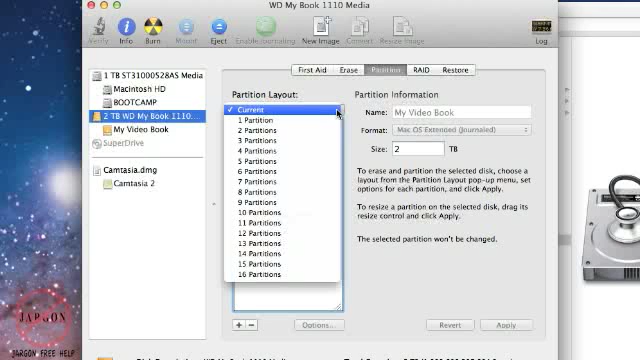 WD My Book 1110 Media
Verify Info Burn Mount Eject Enable Journaling New Image Convert Resize Image Log
First Aid Erase Partition RAID Restore
1 TB ST31000528AS Media
Macintosh HD
BOOTCAMP
2 TB WD My Book 1110...
My Video Book
SuperDrive
Camtasia.dmg
Camtasia 2
Partition Layout:
Current
1 Partition
2 Partitions
3 Partitions
4 Partitions
5 Partitions
6 Partitions
7 Partitions
8 Partitions
9 Partitions
10 Partitions
11 Partitions
12 Partitions
13 Partitions
14 Partitions
15 Partitions
16 Partitions
Options...
Partition Information
Name: My Video Book
Format: Mac OS Extended (Journaled)
Size: 2 TB
To erase and partition the selected disk, choose a
layout from the Partition Layout pop-up menu, set
options for each partition, and click Apply.
To resize a partition on the selected disk, drag its
resize control and click Apply.
The selected partition won't be changed.
Revert Apply
JARGON
JARGON FREE HELP